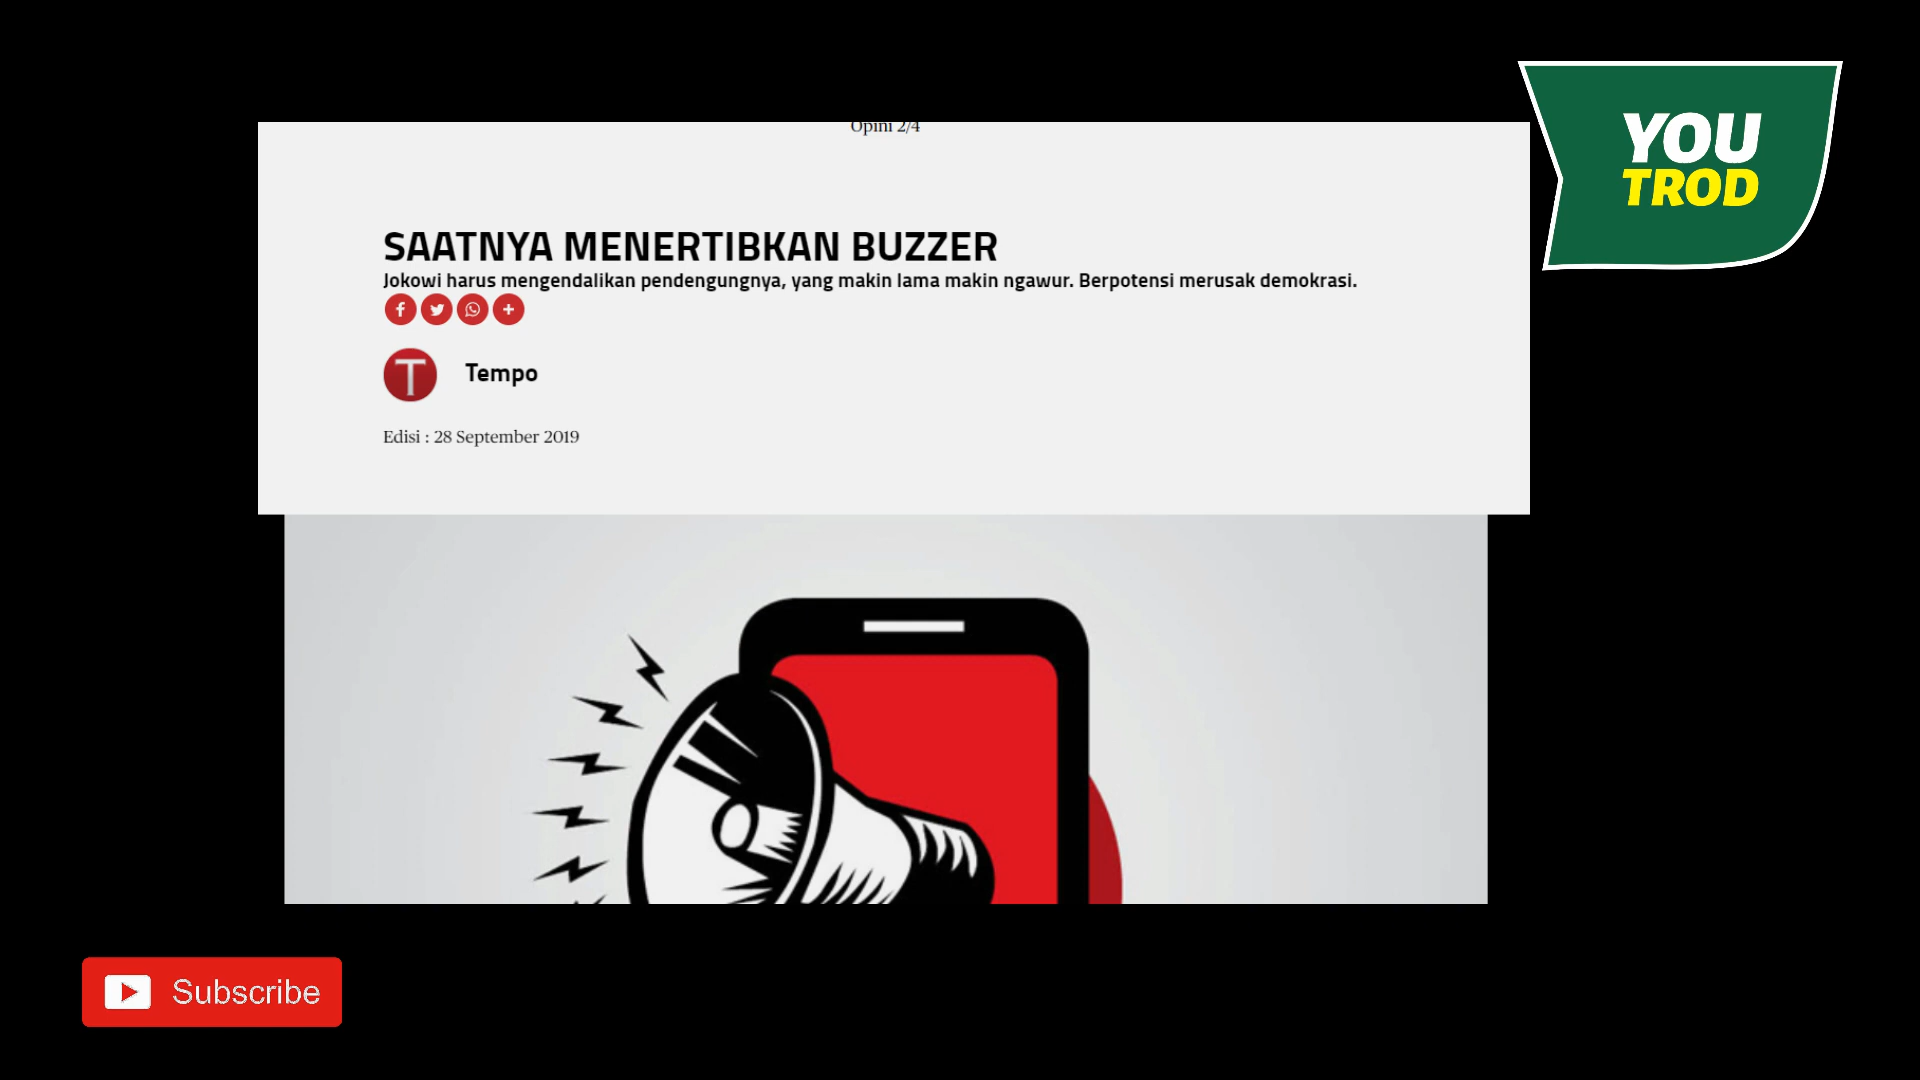 Opini 2/4
YOU
TROD
SAATNYA MENERTIBKAN BUZZER
Jokowi harus mengendalikan pendengungnya, yang makin lama makin ngawur. Berpotensi merusak demokrasi.
T Tempo
Edisi : 28 September 2019
Subscribe